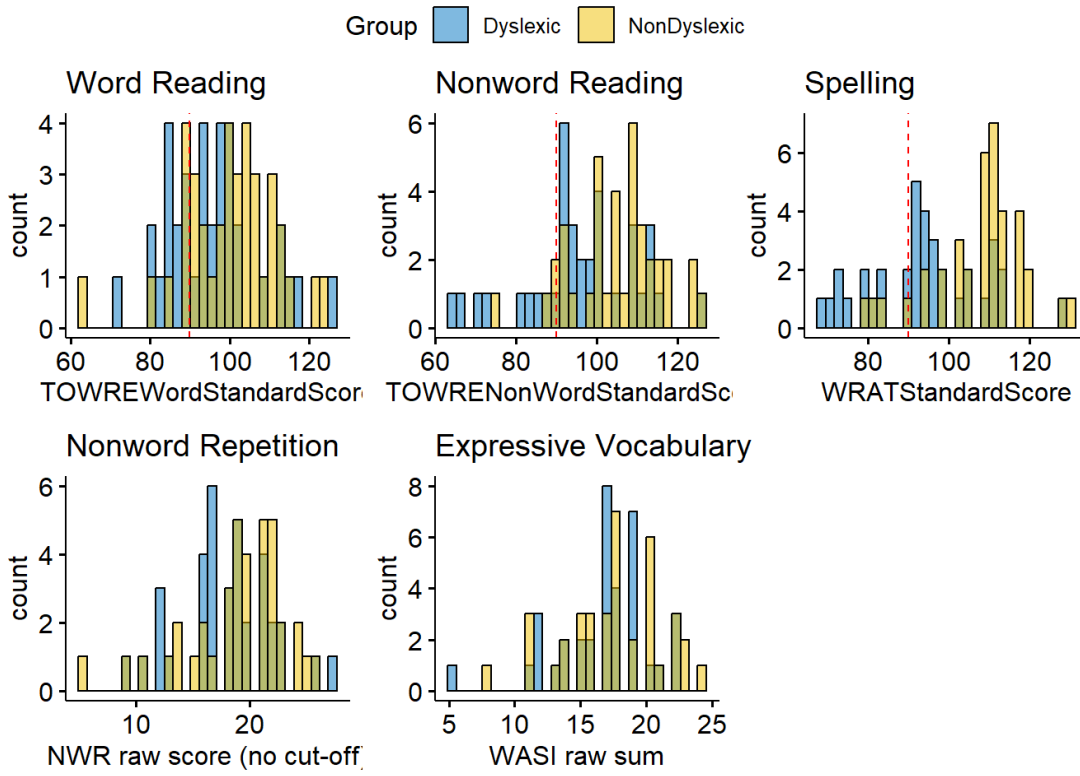 Group Dyslexic NonDyslexic
Word Reading
4
3
2
1
0
count
60 80 100 120
TOWREWordStandardScore
Nonword Reading
6
4
2
0
count
60 80 100 120
TOWRENonWordStandardSc
Spelling
6
4
2
0
count
80 100 120
WRATStandardScore
Nonword Repetition
6
4
2
0
count
10 20
NWR raw score (no cut-off)
Expressive Vocabulary
8
6
4
2
0
count
5 10 15 20 25
WASI raw sum